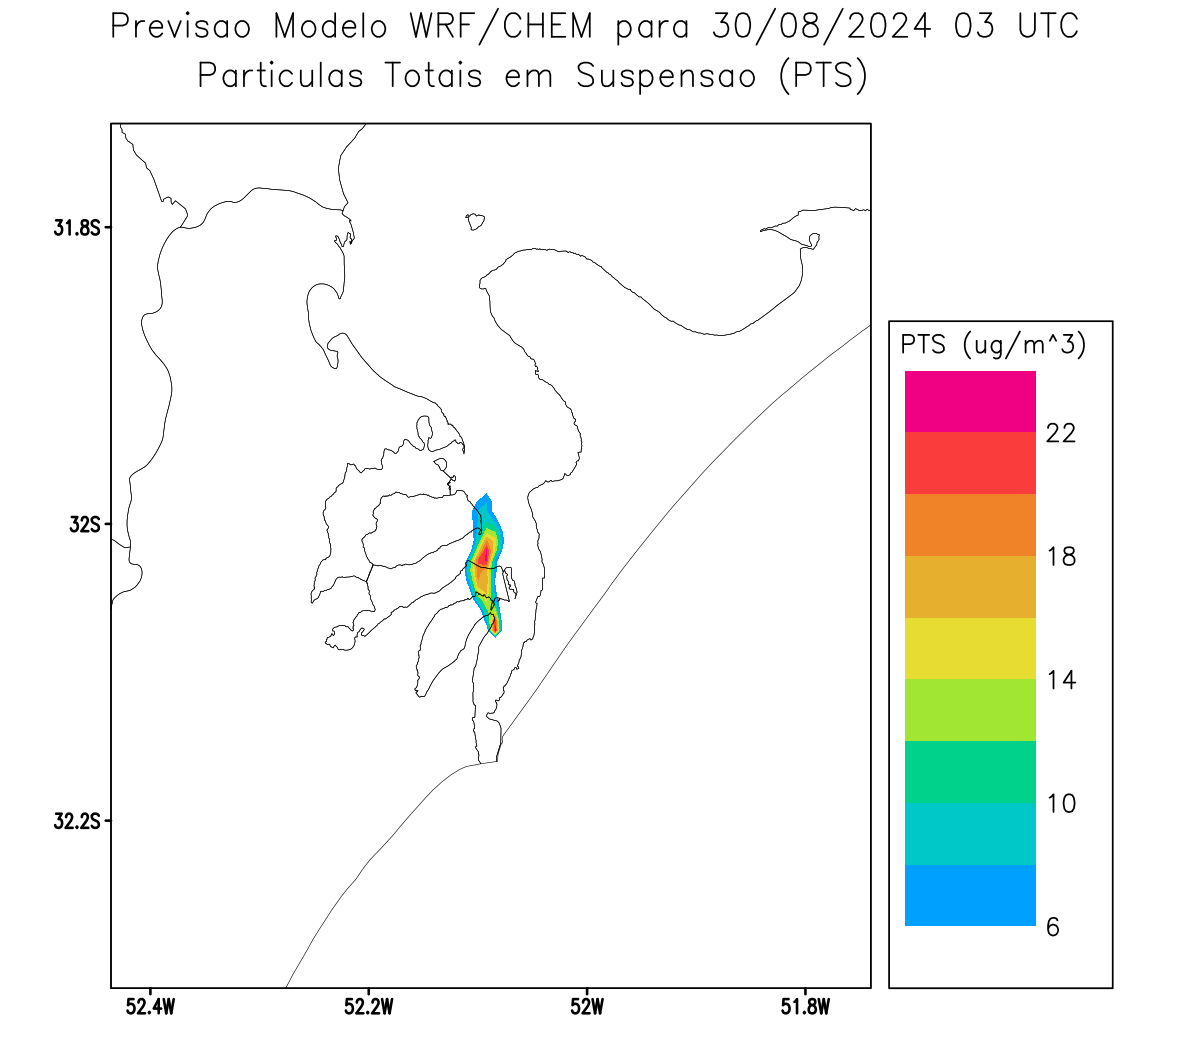 Previsao Modelo WRF/CHEM para 30/08/2024 03 UTC
Particulas Totais em Suspensao (PTS)
31.8S
32S
32.2S
52.4W
52.2W
52W
51.8W
PTS (ug/m^3)
22
18
14
10
6